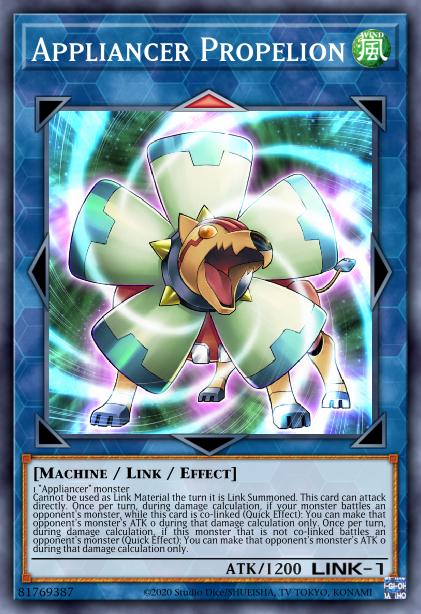 APPLIANCER PROPELION
WIND
風
[MACHINE / LINK / EFFECT]
1 "Appliancer" monster
Cannot be used as Link Material the turn it is Link Summoned. This card can attack
directly. Once per turn, during damage calculation, if your monster battles an
opponent's monster, while this card is co-linked (Quick Effect): You can make that
opponent's monster's ATK 0 during that damage calculation only. Once per turn,
during damage calculation, if this monster that is not co-linked battles an
opponent's monster (Quick Effect): You can make that opponent's monster's ATK 0
during that damage calculation only.
ATK/1200 LINK-1
81769387
©2020 Studio Dice/SHUEISHA, TV TOKYO, KONAMI